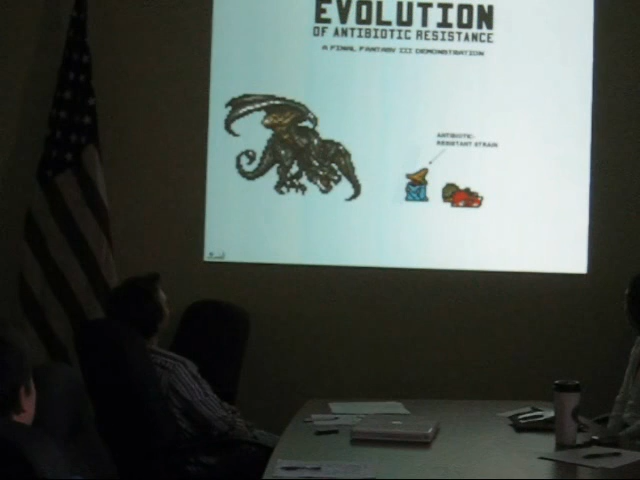 EVOLUTION
OF ANTIBIOTIC RESISTANCE
A FINAL FANTASY III DEMONSTRATION
ANTIBIOTIC-
RESISTANT STRAIN